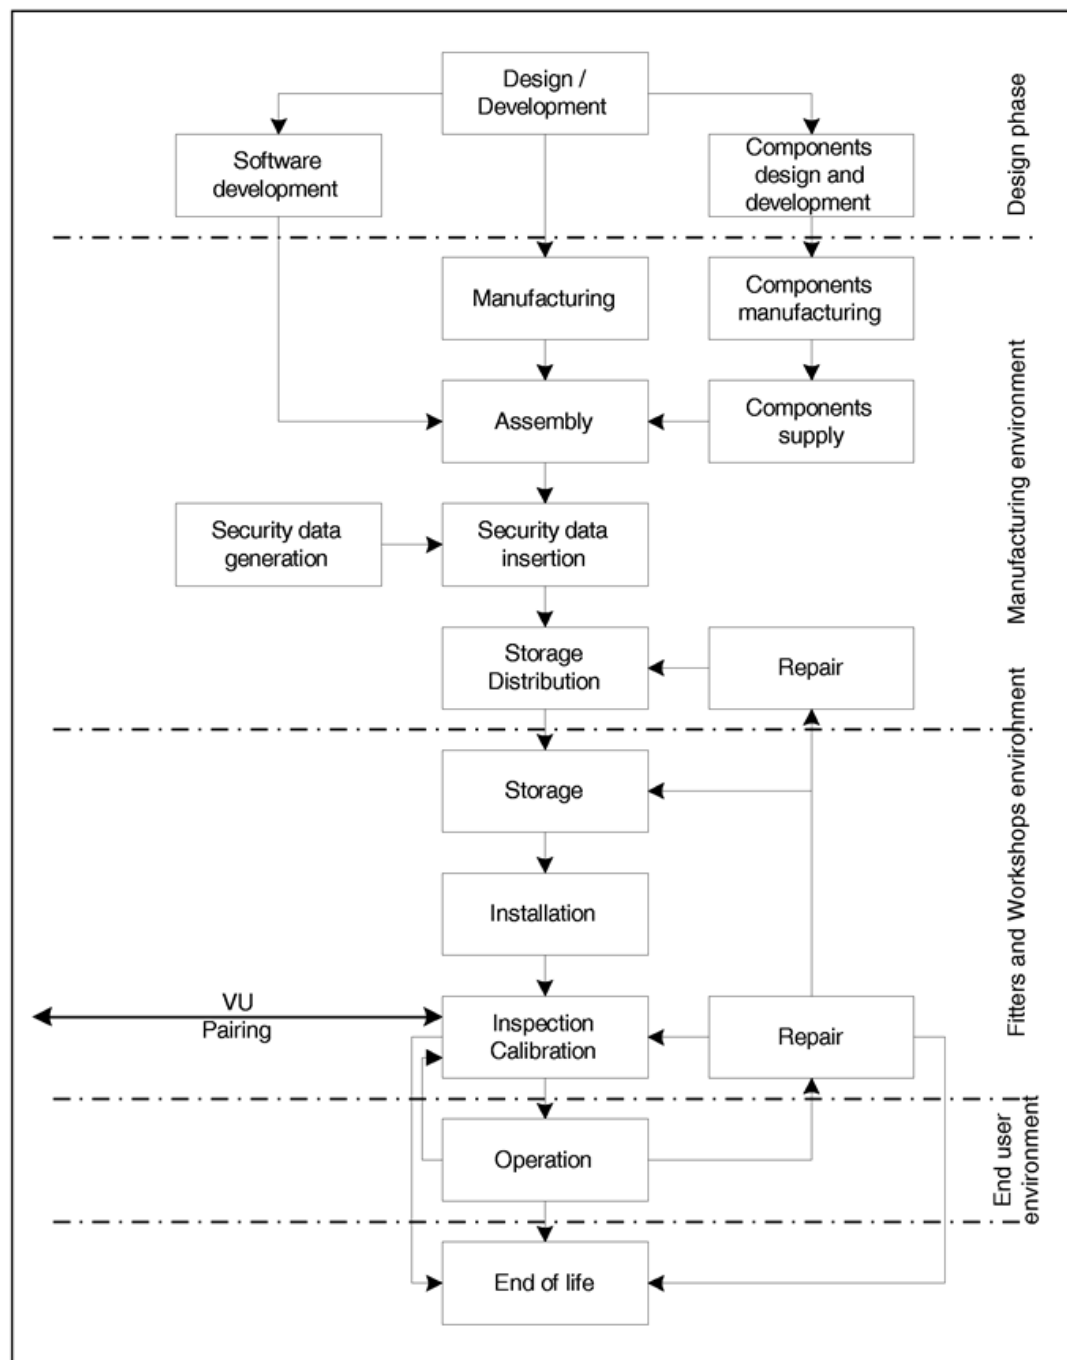 Design /
Development
Software
development
Components
design and
development
Design phase
Manufacturing
Components
manufacturing
Assembly
Components
supply
Manufacturing environment
Security data
generation
Security data
insertion
Storage
Distribution
Repair
Storage
Installation
Fitters and Workshops environment
VU
Pairing
Inspection
Calibration
Repair
Operation
End user
environment
End of life